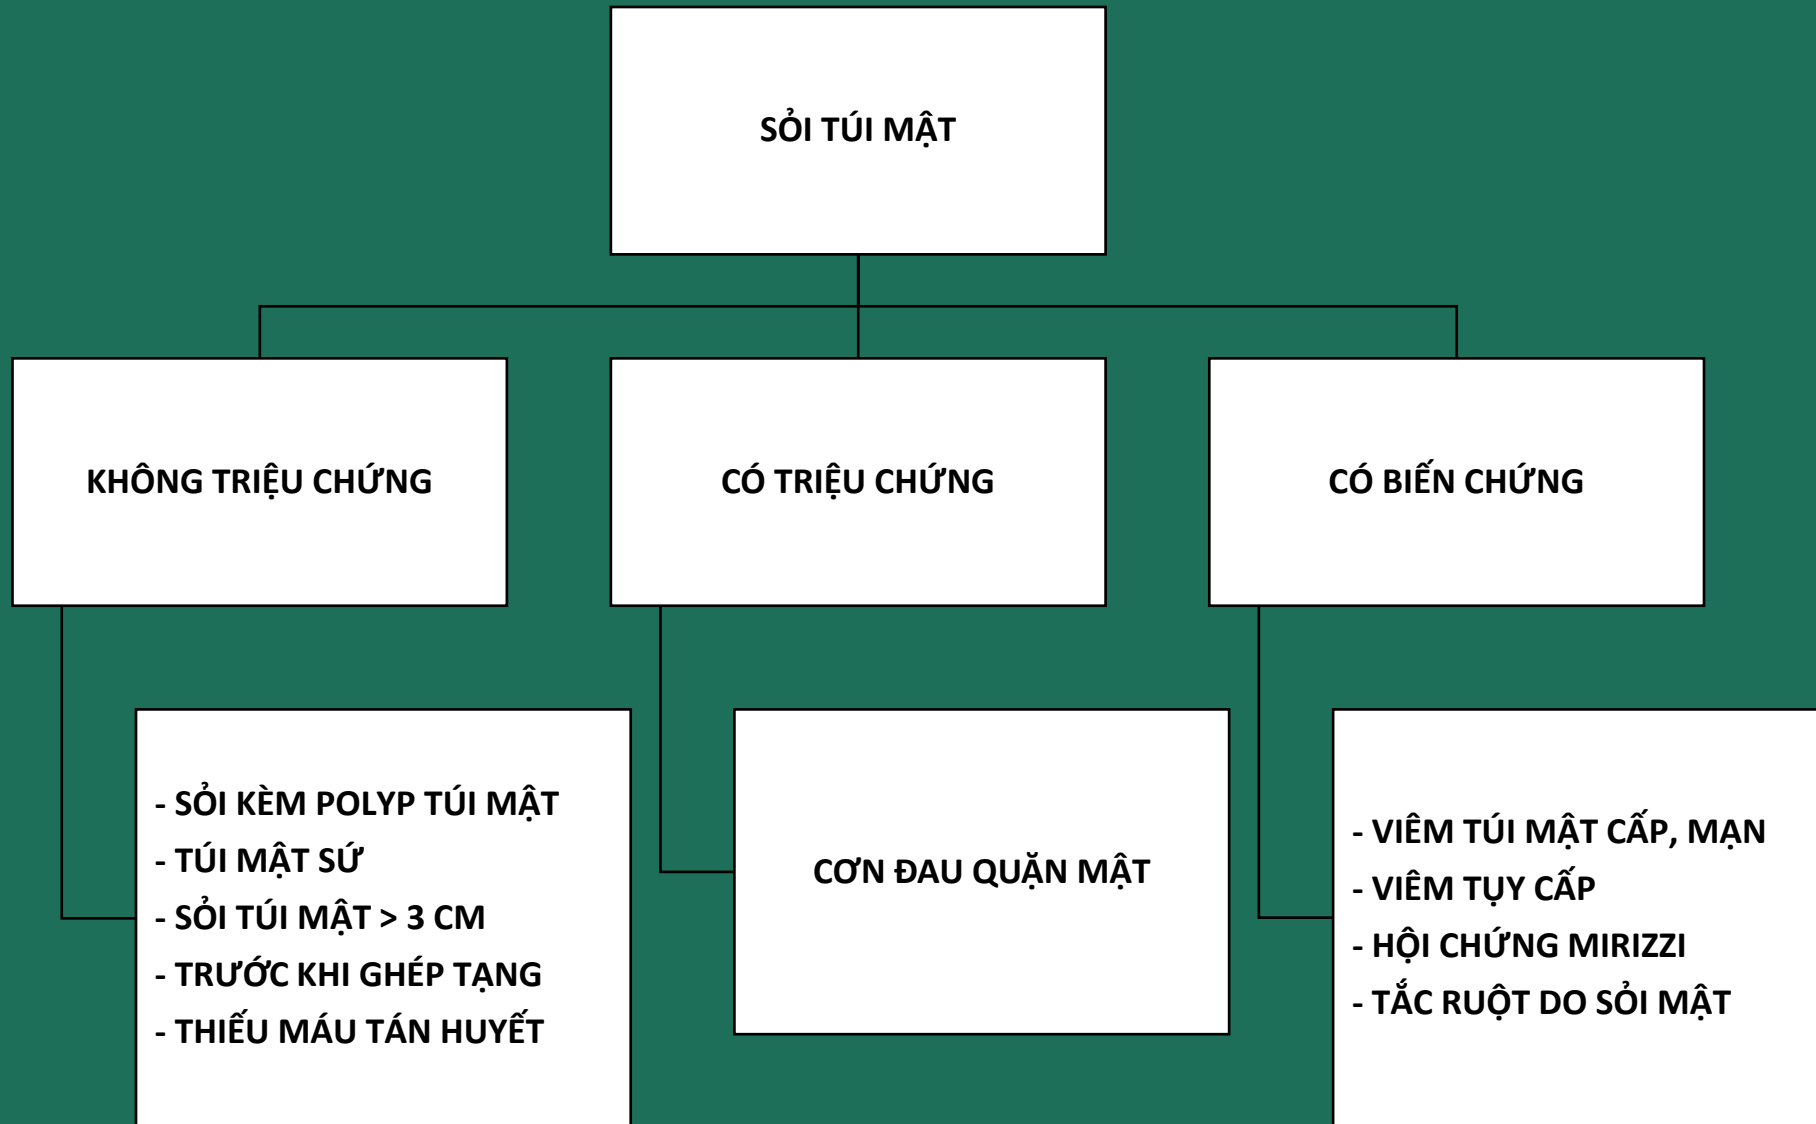 SỎI TÚI MẬT
KHÔNG TRIỆU CHỨNG
CÓ TRIỆU CHỨNG
CÓ BIẾN CHỨNG
- SỎI KÈM POLYP TÚI MẬT
- TÚI MẬT SỨ
- SỎI TÚI MẬT > 3 CM
- TRƯỚC KHI GHÉP TẠNG
- THIẾU MÁU TÁN HUYẾT
CƠN ĐAU QUẶN MẬT
- VIÊM TÚI MẬT CẤP, MẠN
- VIÊM TỤY CẤP
- HỘI CHỨNG MIRIZZI
- TẮC RUỘT DO SỎI MẬT